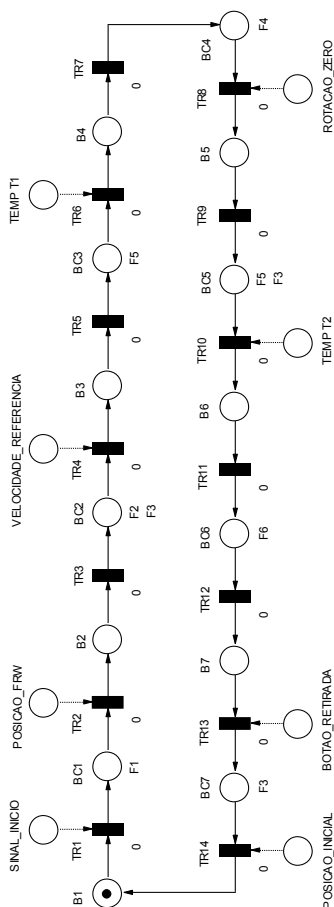 SINAL_INICIO
POSICAO_FRW
VELOCIDADE_REFERENCIA
TEMP T1
B1
TR1
BC1
TR2
B2
TR3
BC2
TR4
B3
TR5
BC3
TR6
B4
TR7
0
F1
0
0
F2
F3
0
0
F5
0
0
TR14
BC7
TR13
B7
TR12
BC6
TR11
B6
TR10
BC5
TR9
B5
TR8
BC4
0
F3
0
0
F6
0
0
F5
F3
0
0
F4
POSICAO_INICIAL
BOTAO_RETIRADA
TEMP T2
ROTACAO_ZERO